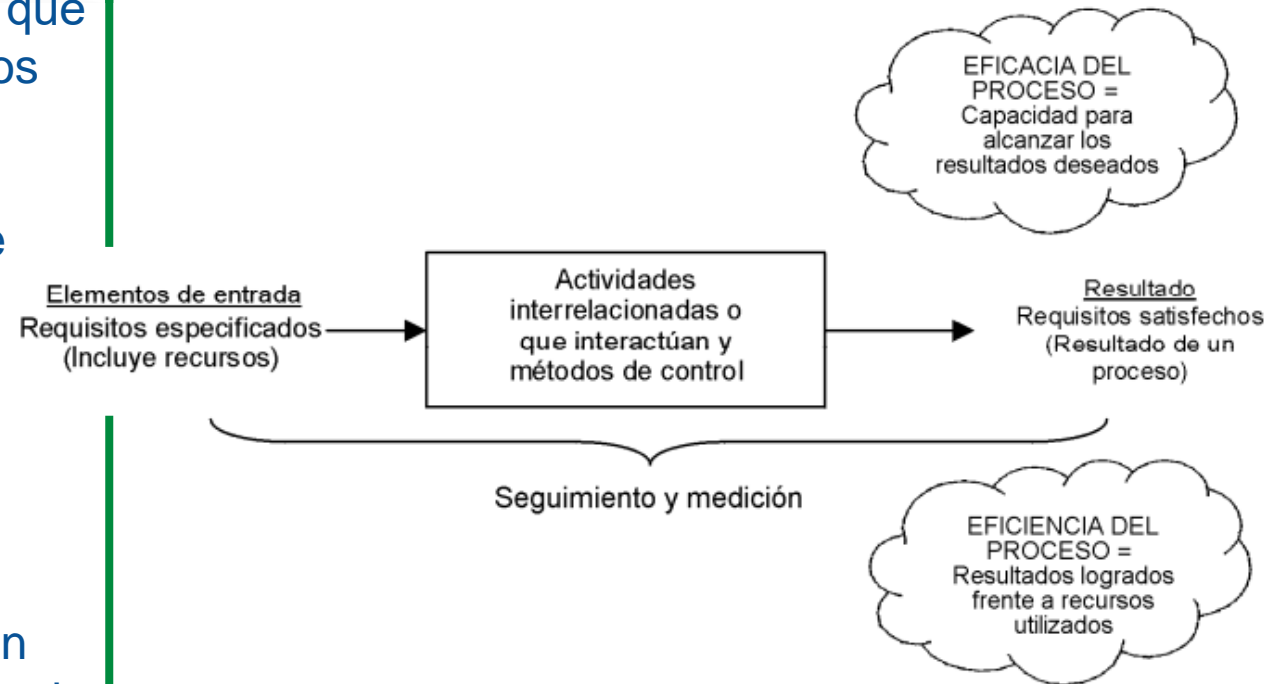 que
os
e
n
EFICACIA DEL
PROCESO =
Capacidad para
alcanzar los
resultados deseados
Elementos de entrada
Requisitos especificados
(Incluye recursos)
Actividades
interrelacionadas o
que interactúan y
métodos de control
Resultado
Requisitos satisfechos
(Resultado de un
proceso)
Seguimiento y medición
EFICIENCIA DEL
PROCESO =
Resultados logrados
frente a recursos
utilizados